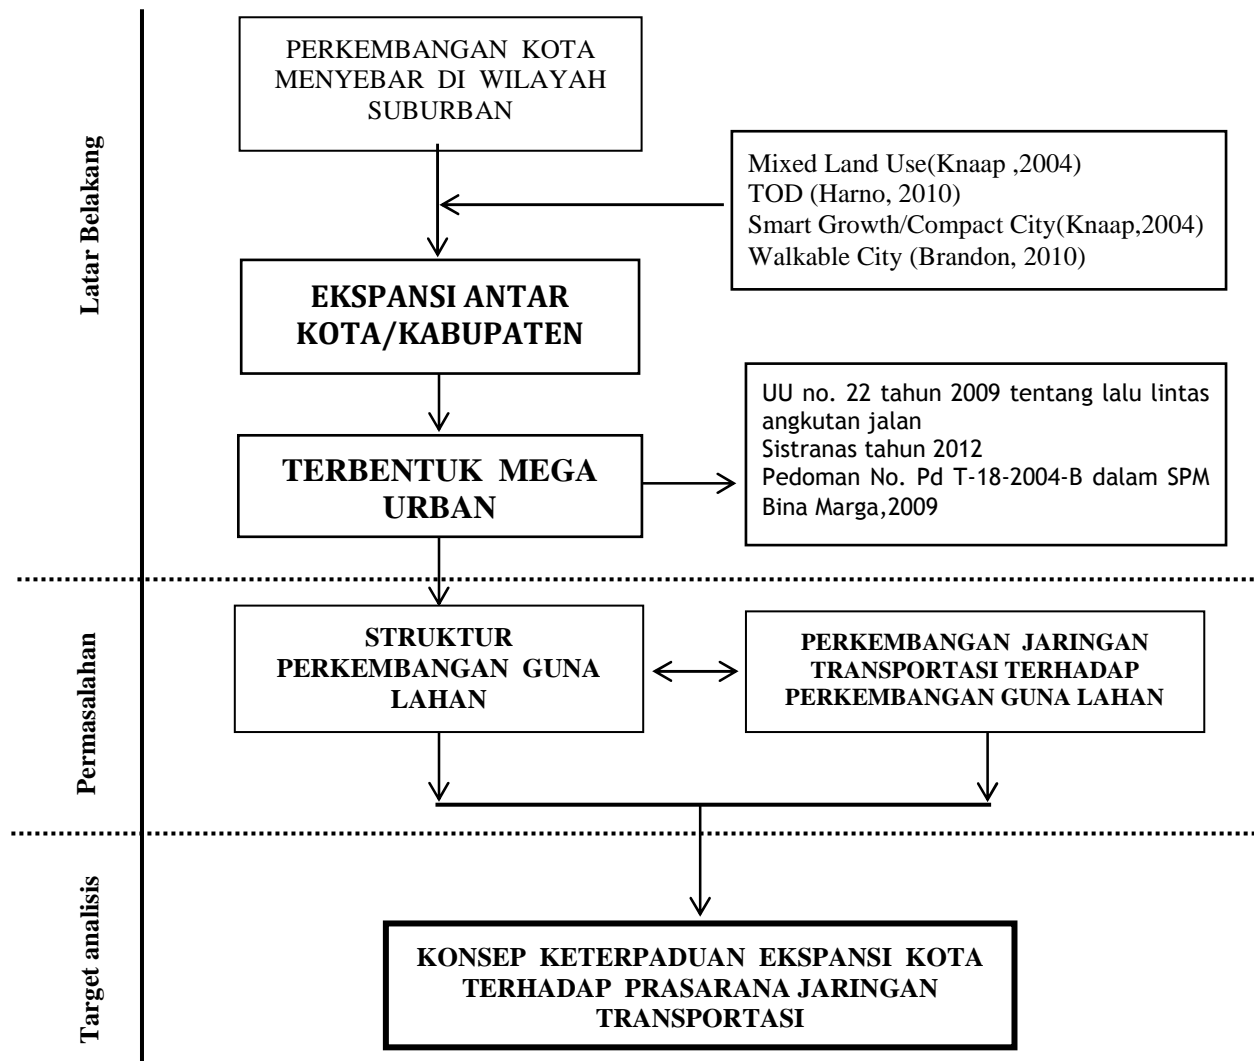 Latar Belakang
PERKEMBANGAN KOTA
MENYEBAR DI WILAYAH
SUBURBAN
Mixed Land Use(Knaap ,2004)
TOD (Harno, 2010)
Smart Growth/Compact City(Knaap,2004)
Walkable City (Brandon, 2010)
EKSPANSI ANTAR
KOTA/KABUPATEN
UU no. 22 tahun 2009 tentang lalu lintas
angkutan jalan
Sistranas tahun 2012
Pedoman No. Pd T-18-2004-B dalam SPM
Bina Marga,2009
TERBENTUK MEGA
URBAN
Permasalahan
STRUKTUR
PERKEMBANGAN GUNA
LAHAN
PERKEMBANGAN JARINGAN
TRANSPORTASI TERHADAP
PERKEMBANGAN GUNA LAHAN
Target analisis
KONSEP KETERPADUAN EKSPANSI KOTA
TERHADAP PRASARANA JARINGAN
TRANSPORTASI